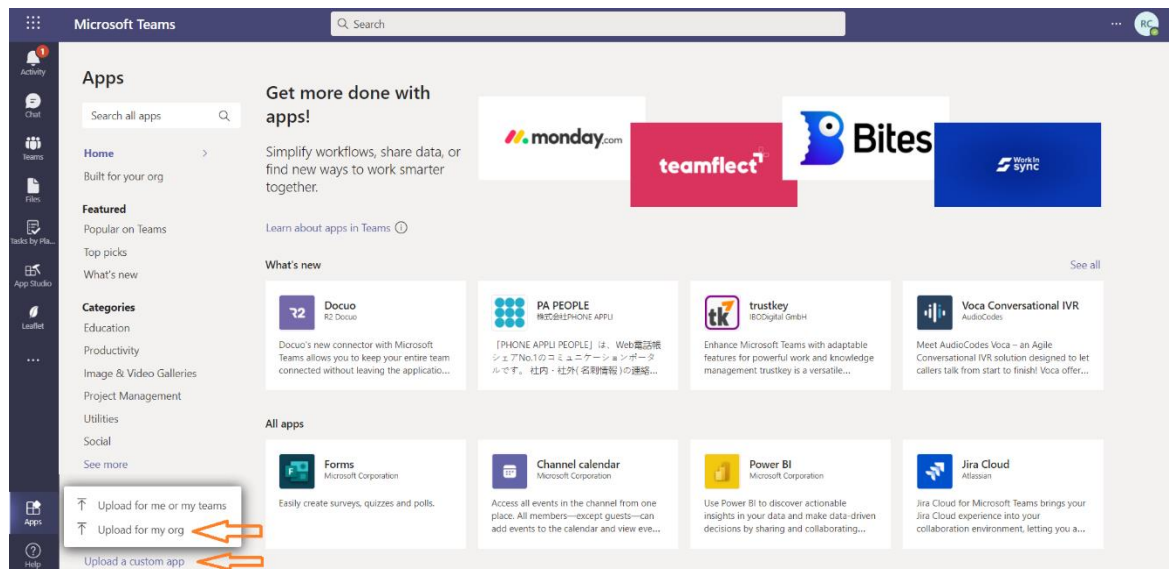 Microsoft Teams
Search
RC
1
Activity
Chat
Teams
Files
Tasks by Pla...
App Studio
Leaflet
Apps
Help
Apps
Search all apps
Home
Built for your org
Featured
Popular on Teams
Top picks
What's new
Categories
Education
Productivity
Image & Video Galleries
Project Management
Utilities
Social
See more
Upload for me or my teams
Upload for my org
Upload a custom app
Get more done with
apps!
Simplify workflows, share data, or
find new ways to work smarter
together.
Learn about apps in Teams
monday.com
teamflect
Bites
Work In
sync
What's new
See all
Docuo
R2 Docuo
Docuo's new connector with Microsoft
Teams allows you to keep your entire team
connected without leaving the applicatio...
PA PEOPLE
株式会社PHONE APPLI
「PHONE APPLI PEOPLE」は、Web電話帳
シェアNo.1のコミュニケーションポータ
ルです。 社内・社外(名刺情報)の連絡...
tk
trustkey
IBODigital GmbH
Enhance Microsoft Teams with adaptable
features for powerful work and knowledge
management trustkey is a versatile...
Voca Conversational IVR
AudioCodes
Meet AudioCodes Voca – an Agile
Conversational IVR solution designed to let
callers talk from start to finish! Voca offer...
All apps
Forms
Microsoft Corporation
Easily create surveys, quizzes and polls.
Channel calendar
Microsoft Corporation
Access all events in the channel from one
place. All members—except guests—can
add events to the calendar and view eve...
Power BI
Microsoft Corporation
Use Power BI to discover actionable
insights in your data and make data-driven
decisions by sharing and collaborating...
Jira Cloud
Atlassian
Jira Cloud for Microsoft Teams brings your
Jira Cloud experience into your
collaboration environment, letting you a...